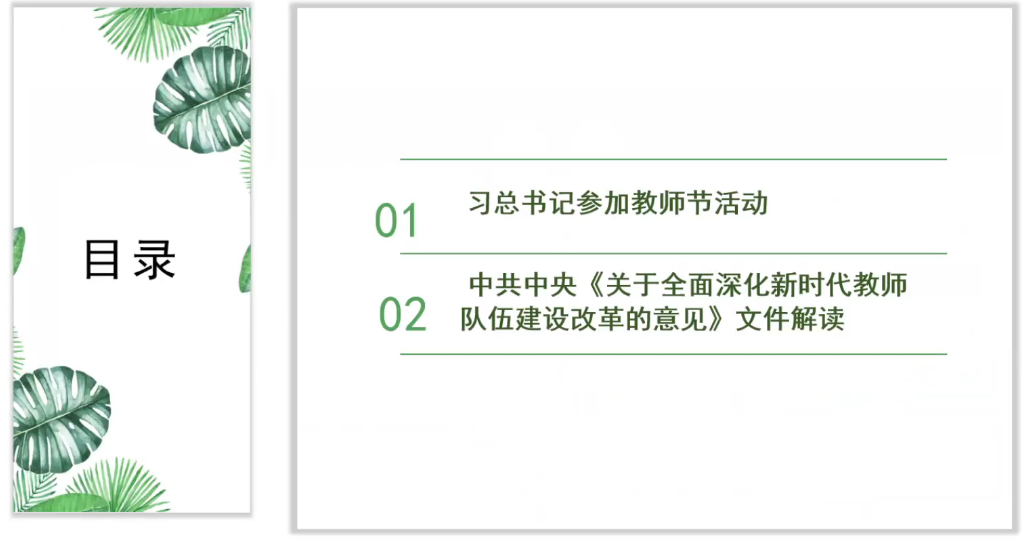 目录
01
习总书记参加教师节活动
02
中共中央《关于全面深化新时代教师
队伍建设改革的意见》文件解读